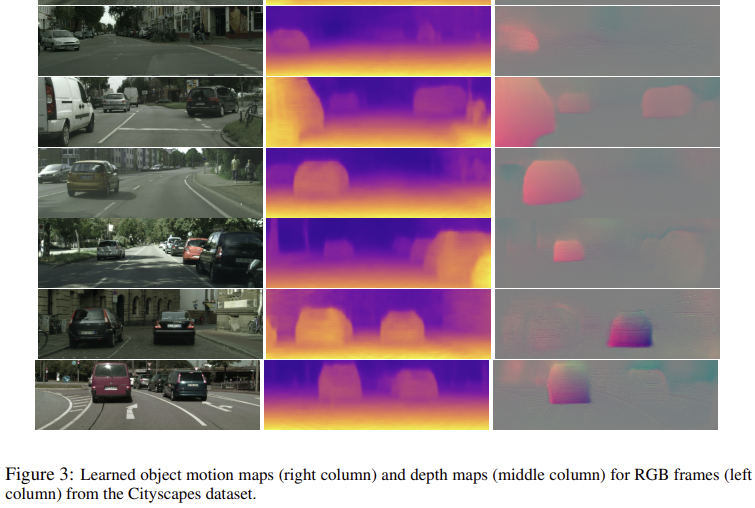 Figure 3: Learned object motion maps (right column) and depth maps (middle column) for RGB frames (left
column) from the Cityscapes dataset.